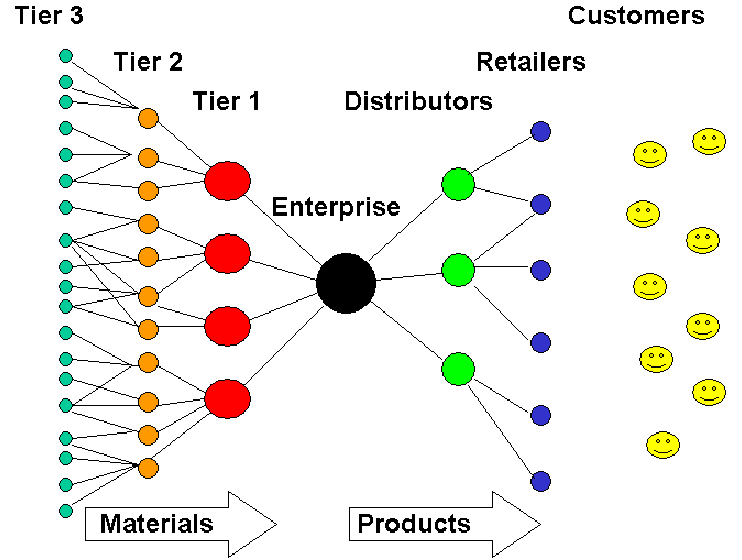 Tier 3
Customers
Tier 2
Retailers
Tier 1
Distributors
Enterprise
Materials
Products